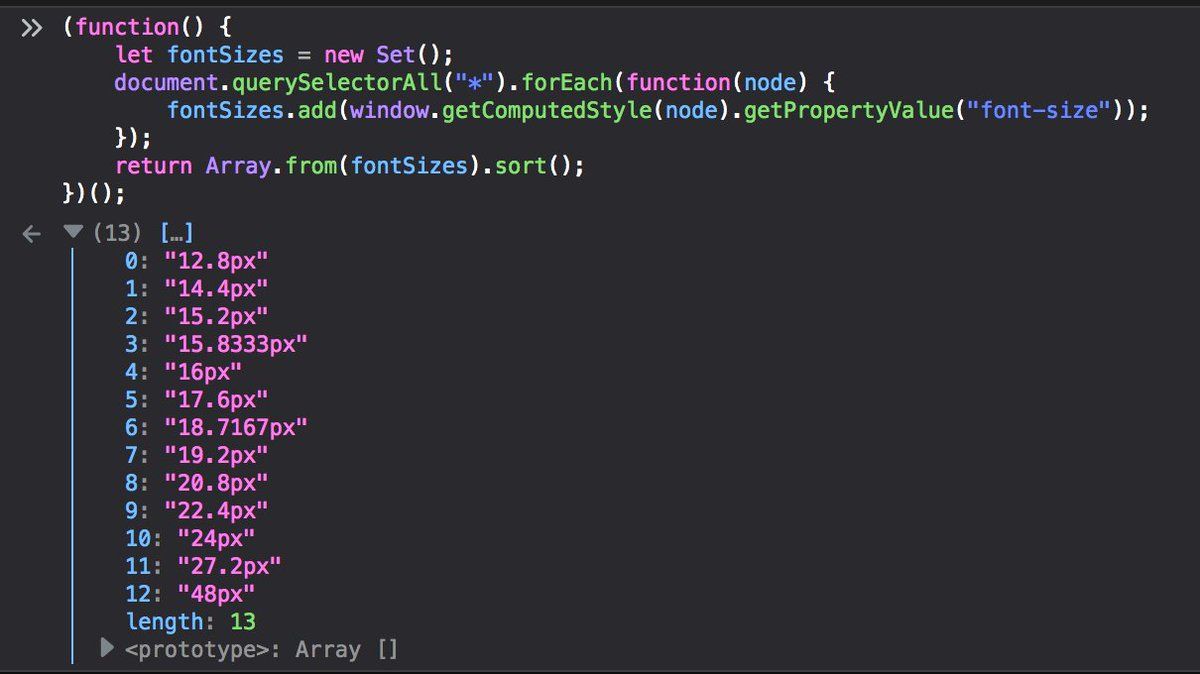 (function() {
    let fontSizes = new Set();
    document.querySelectorAll("*").forEach(function(node) {
        fontSizes.add(window.getComputedStyle(node).getPropertyValue("font-size"));
    });
    return Array.from(fontSizes).sort();
})();
(13) […]
0: "12.8px"
1: "14.4px"
2: "15.2px"
3: "15.8333px"
4: "16px"
5: "17.6px"
6: "18.7167px"
7: "19.2px"
8: "20.8px"
9: "22.4px"
10: "24px"
11: "27.2px"
12: "48px"
length: 13
<prototype>: Array []